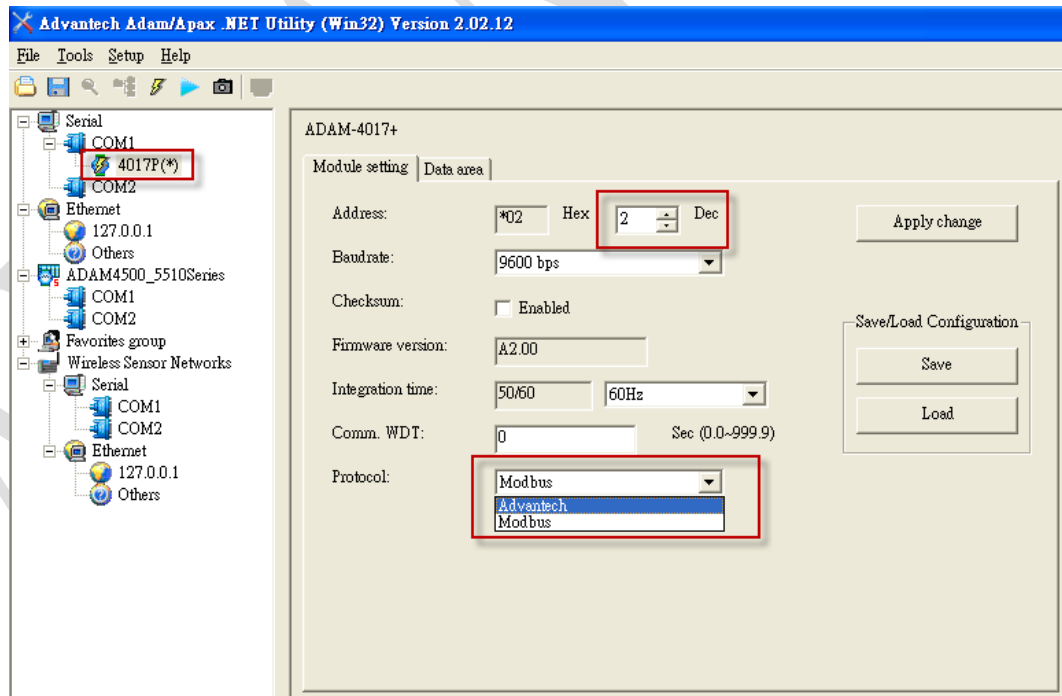 Advantech Adam/Apax .NET Utility (Win32) Version 2.02.12
File Tools Setup Help
Serial
COM1
4017P(*)
COM2
Ethernet
127.0.0.1
Others
ADAM4500_5510Series
COM1
COM2
Favorites group
Wireless Sensor Networks
Serial
COM1
COM2
Ethernet
127.0.0.1
Others
ADAM-4017+
Module setting Data area
Address: *02 Hex 2 Dec Apply change
Baudrate: 9600 bps
Checksum: Enabled
Firmware version: A2.00
Integration time: 50/60 60Hz
Comm. WDT: 0 Sec (0.0~999.9)
Protocol: Modbus
Advantech
Modbus
Save/Load Configuration
Save
Load